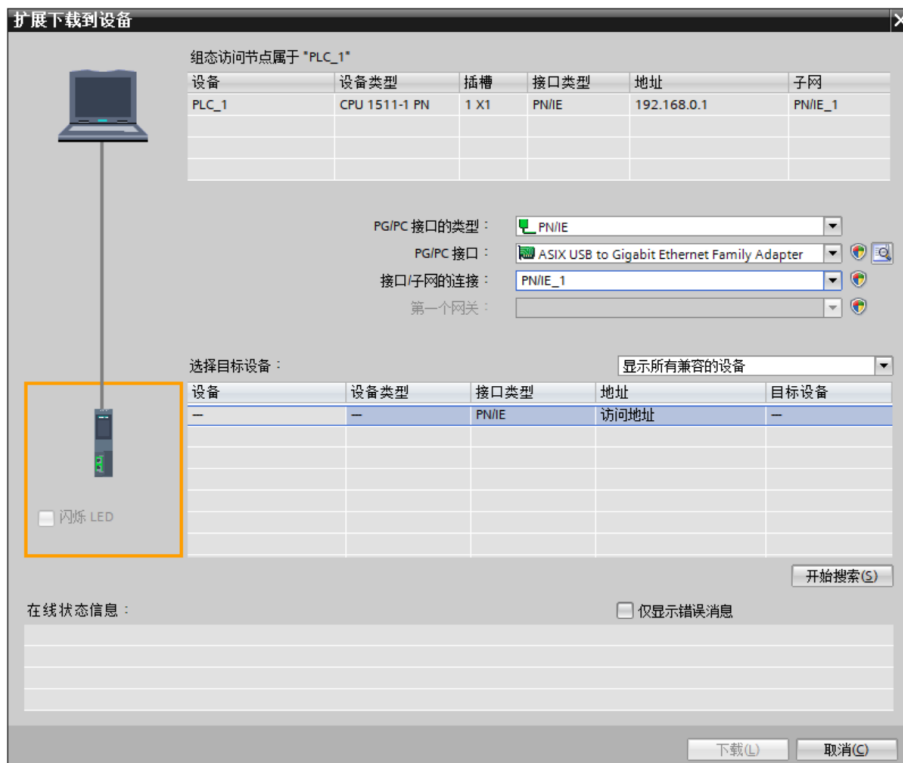 扩展下载到设备
组态访问节点属于 "PLC_1"
设备 设备类型 插槽 接口类型 地址 子网
PLC_1 CPU 1511-1 PN 1 X1 PN/IE 192.168.0.1 PN/IE_1
PG/PC 接口的类型： PN/IE
PG/PC 接口： ASIX USB to Gigabit Ethernet Family Adapter
接口/子网的连接： PN/IE_1
第一个网关：
选择目标设备： 显示所有兼容的设备
设备 设备类型 接口类型 地址 目标设备
— — PN/IE 访问地址 —
闪烁 LED
开始搜索(S)
在线状态信息： 仅显示错误消息
下载(L) 取消(C)